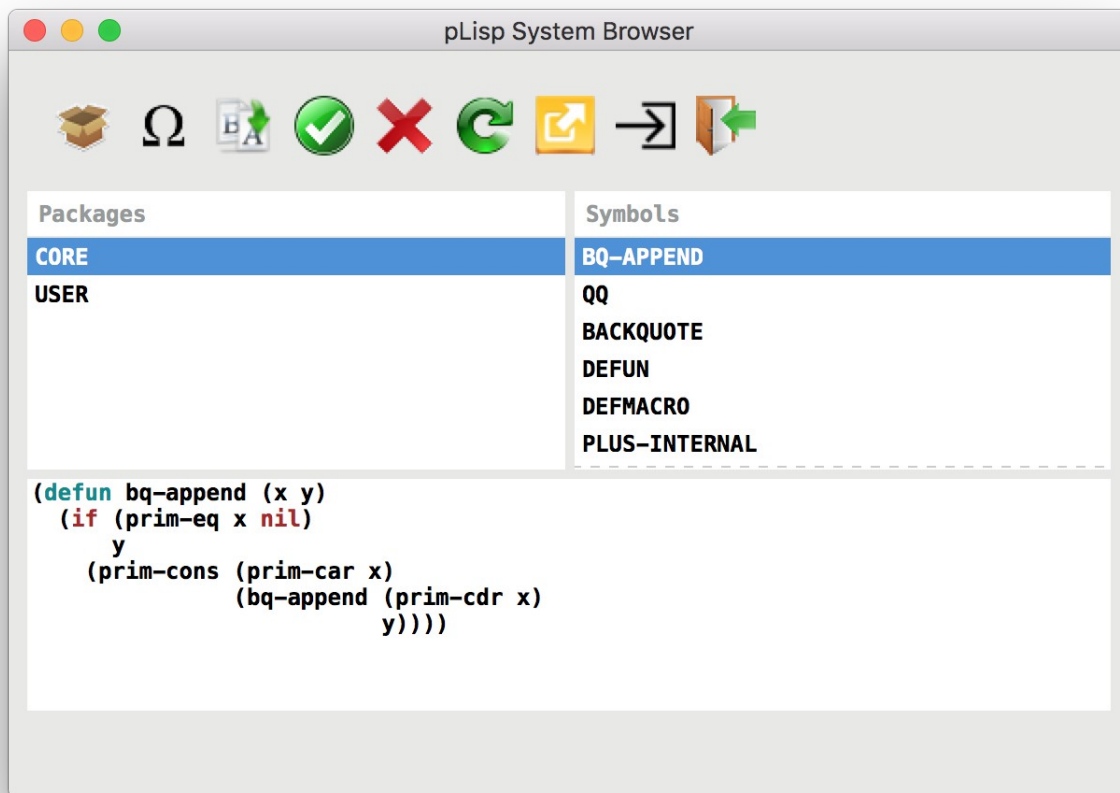 pLisp System Browser
Ω
B A
Packages
Symbols
CORE
USER
BQ-APPEND
QQ
BACKQUOTE
DEFUN
DEFMACRO
PLUS-INTERNAL
(defun bq-append (x y)
  (if (prim-eq x nil)
      y
    (prim-cons (prim-car x)
               (bq-append (prim-cdr x)
                          y))))